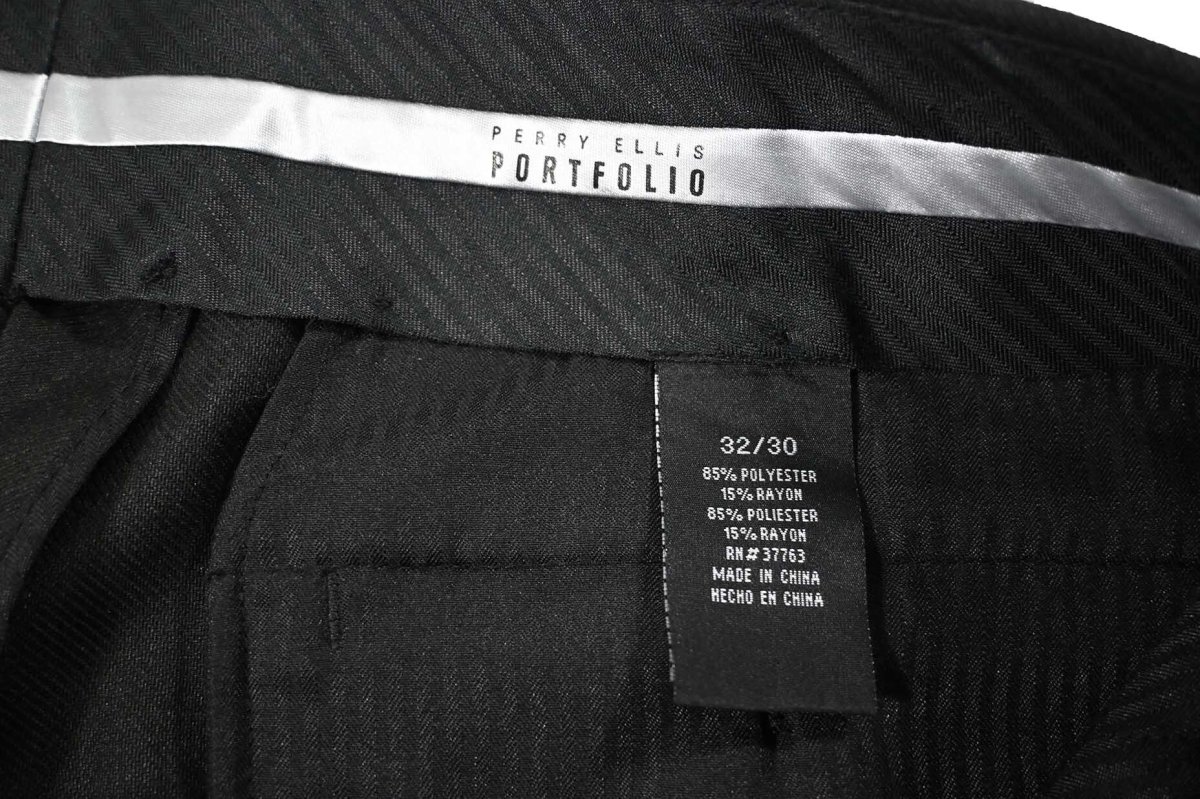 PERRY ELLIS
PORTFOLIO
32/30
85% POLYESTER
15% RAYON
85% POLIESTER
15% RAYON
RN#37763
MADE IN CHINA
HECHO EN CHINA